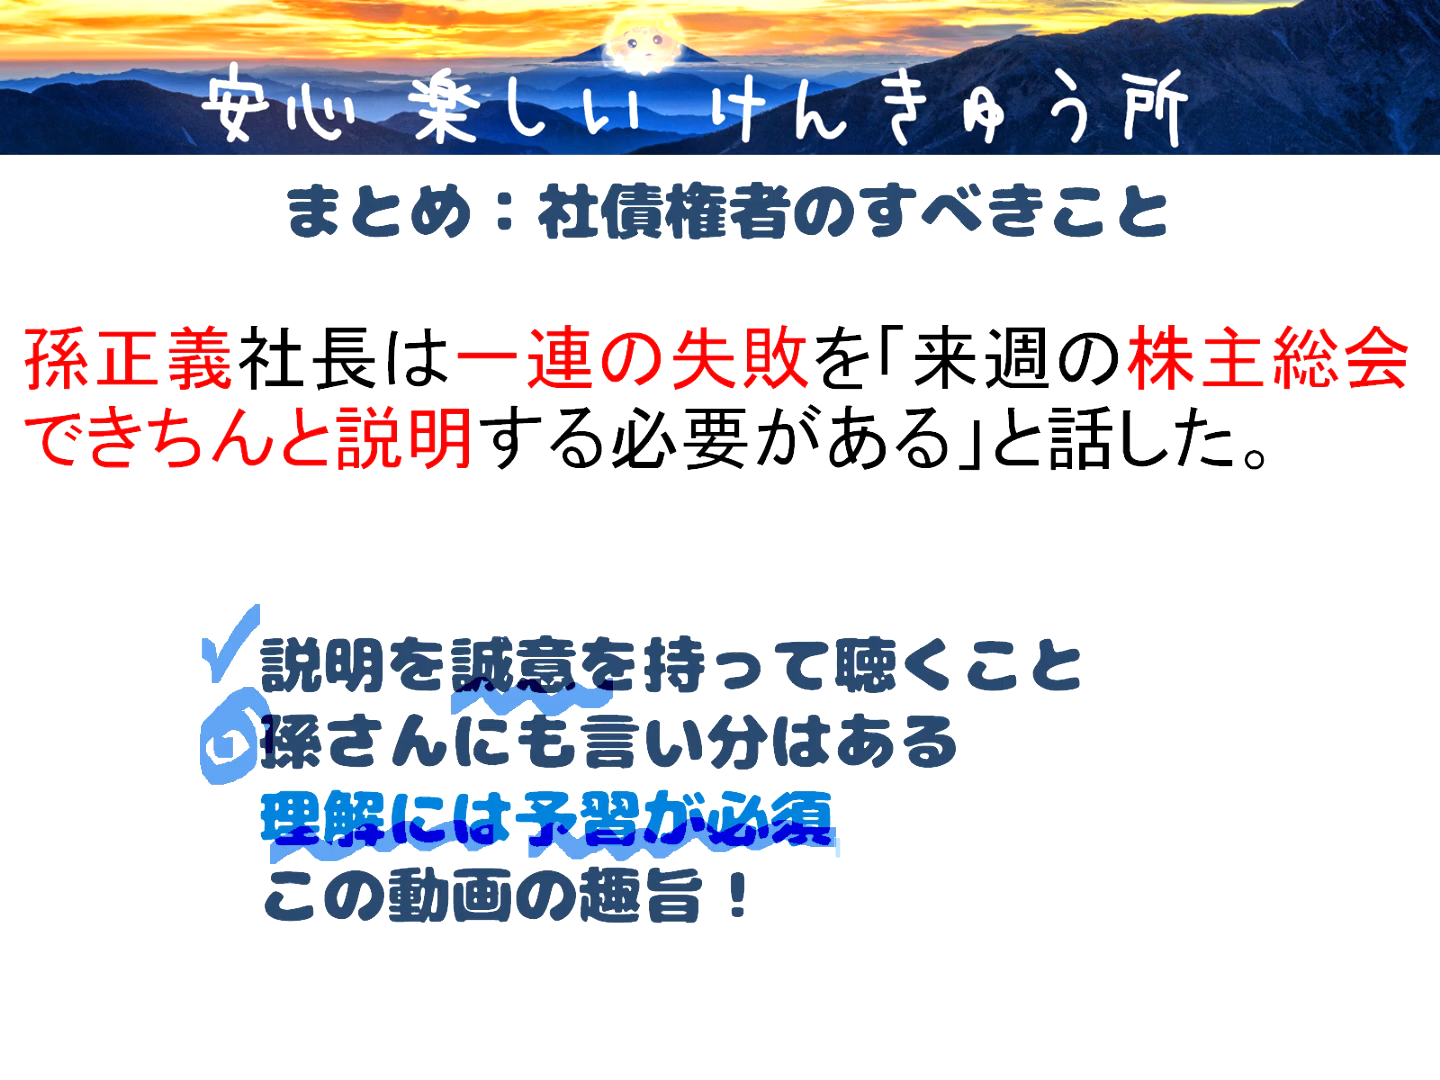 安心 楽しい けんきゅう所
まとめ：社債権者のすべきこと
孫正義社長は一連の失敗を「来週の株主総会
できちんと説明する必要がある」と話した。
説明を誠意を持って聴くこと
孫さんにも言い分はある
理解には予習が必須
この動画の趣旨！